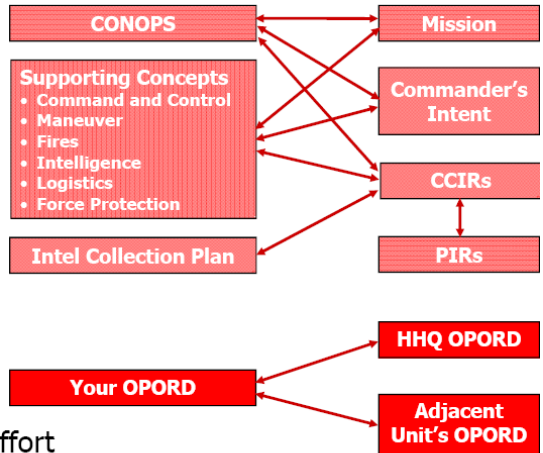 CONOPS
Mission
Supporting Concepts
• Command and Control
• Maneuver
• Fires
• Intelligence
• Logistics
• Force Protection
Commander's
Intent
CCIRs
Intel Collection Plan
PIRs
HHQ OPORD
Your OPORD
Adjacent
Unit's OPORD
ffort